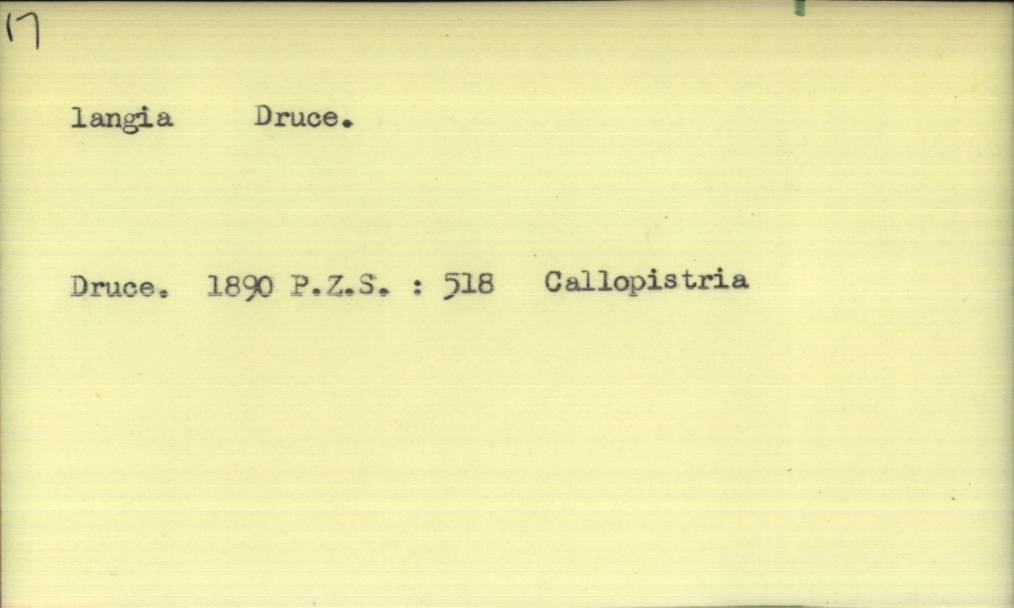 17
langia Druce.
Druce. 1890 P.Z.S. : 518 Callopistria